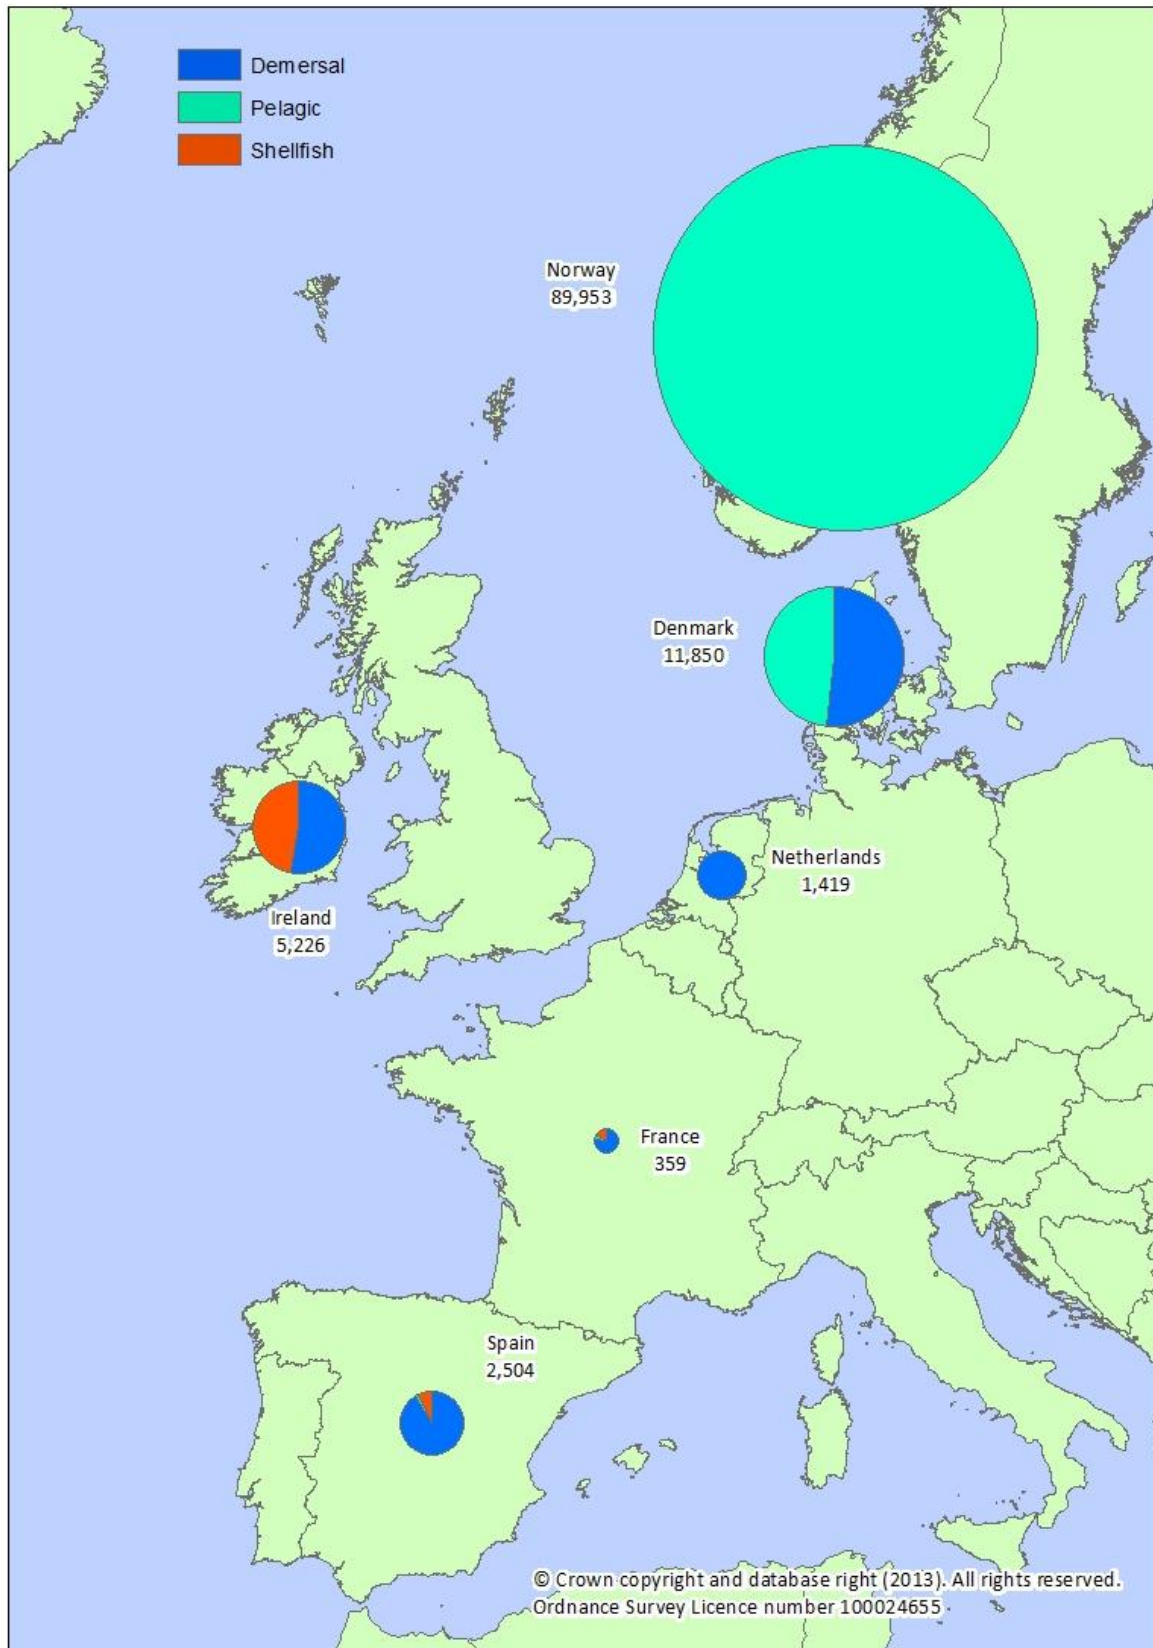 Demersal
Pelagic
Shellfish
Norway
89,953
Denmark
11,850
Netherlands
1,419
Ireland
5,226
France
359
Spain
2,504
© Crown copyright and database right (2013). All rights reserved.
Ordnance Survey Licence number 100024655